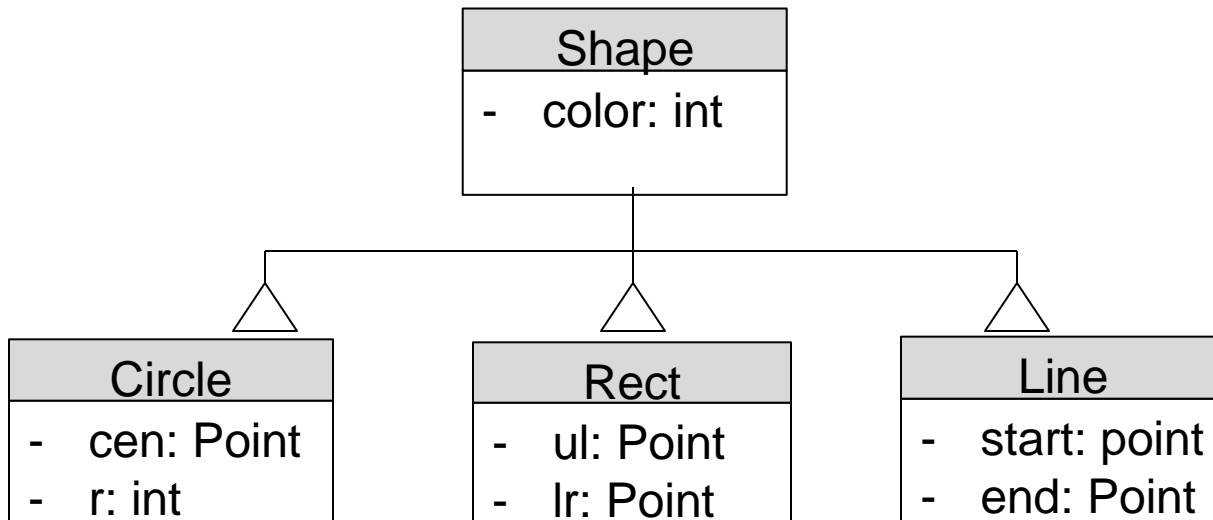 Shape
- color: int
Circle
- cen: Point
- r: int
Rect
- ul: Point
- lr: Point
Line
- start: point
- end: Point